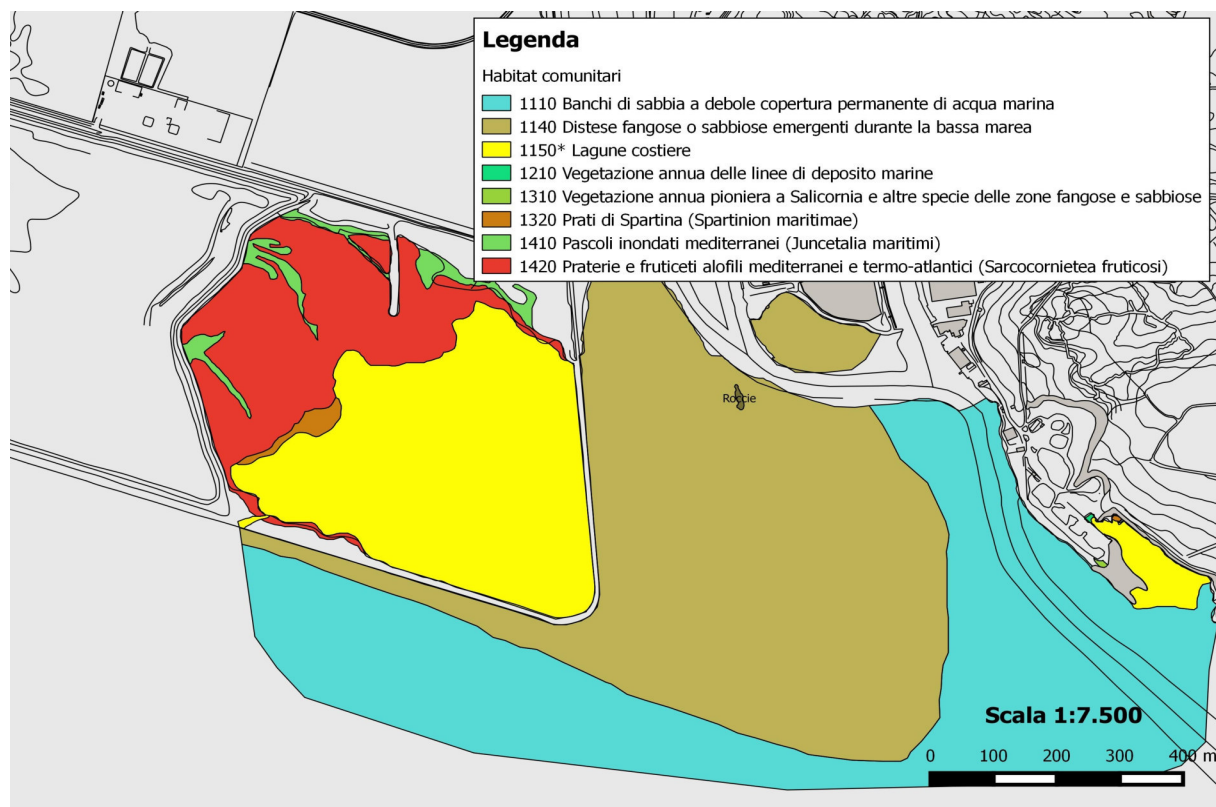 Legenda
Habitat comunitari
1110 Banchi di sabbia a debole copertura permanente di acqua marina
1140 Distese fangose o sabbiose emergenti durante la bassa marea
1150* Lagune costiere
1210 Vegetazione annua delle linee di deposito marine
1310 Vegetazione annua pioniera a Salicornia e altre specie delle zone fangose e sabbiose
1320 Prati di Spartina (Spartinion maritimae)
1410 Pascoli inondati mediterranei (Juncetalia maritimi)
1420 Praterie e fruticeti alofili mediterranei e termo-atlantici (Sarcocornietea fruticosi)
Roccie
Scala 1:7.500
0 100 200 300 400 m